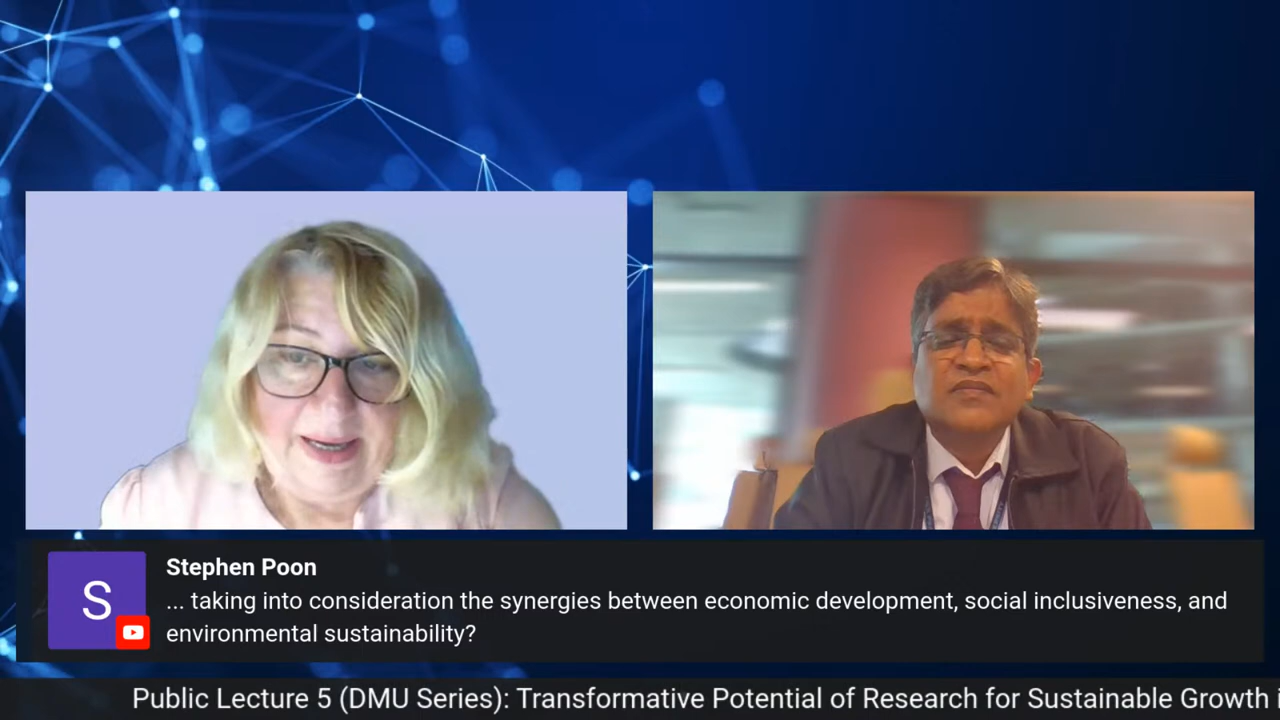 S
Stephen Poon
... taking into consideration the synergies between economic development, social inclusiveness, and
environmental sustainability?
Public Lecture 5 (DMU Series): Transformative Potential of Research for Sustainable Growth